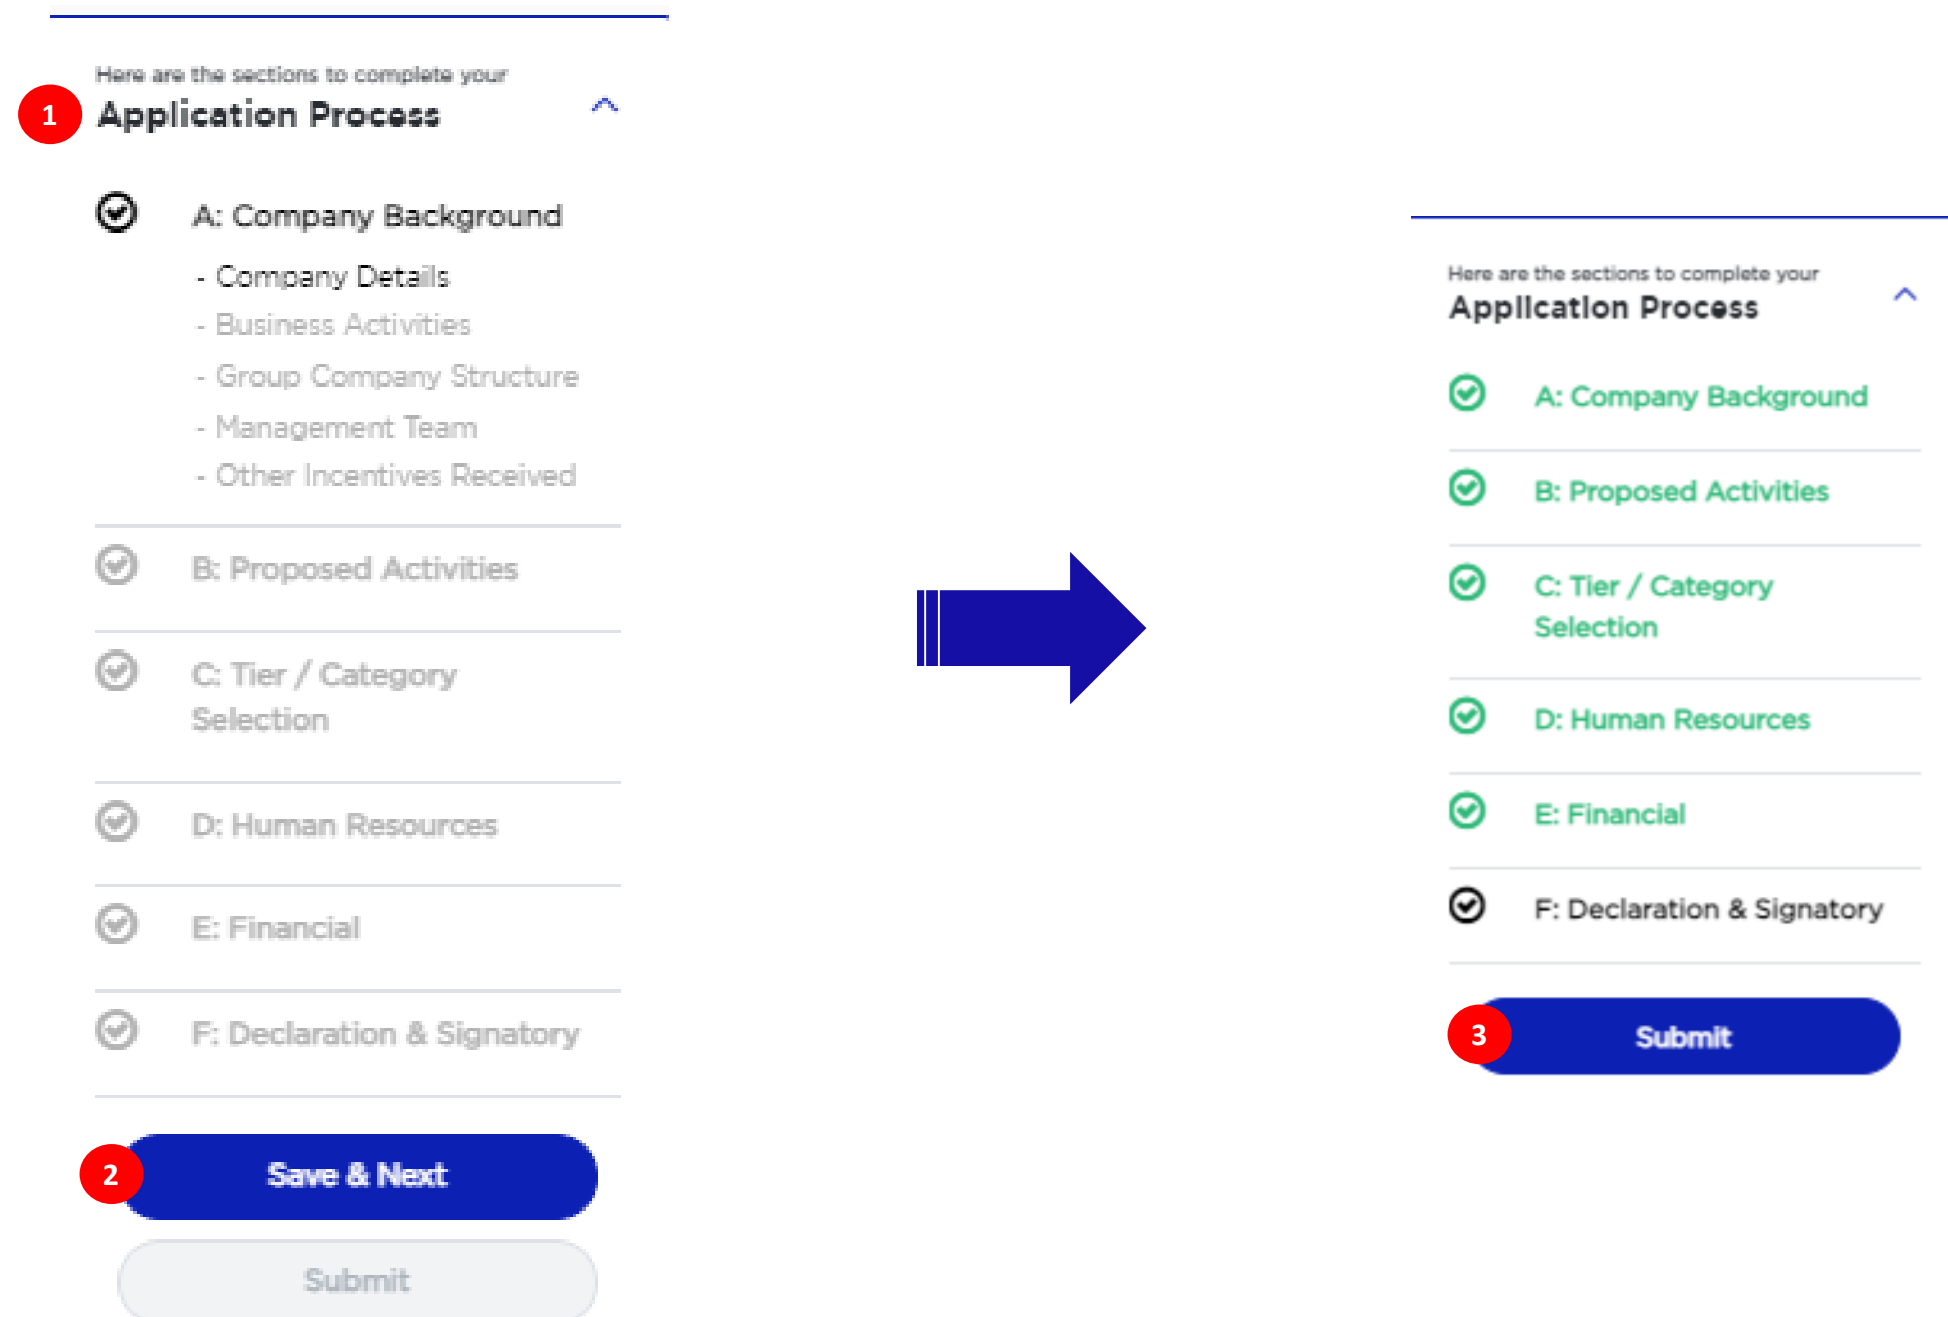 Here are the sections to complete your
1
Application Process
A: Company Background
- Company Details
- Business Activities
- Group Company Structure
- Management Team
- Other Incentives Received
B: Proposed Activities
C: Tier / Category
Selection
D: Human Resources
E: Financial
F: Declaration & Signatory
2
Save & Next
Submit
Here are the sections to complete your
Application Process
A: Company Background
B: Proposed Activities
C: Tier / Category
Selection
D: Human Resources
E: Financial
F: Declaration & Signatory
3
Submit